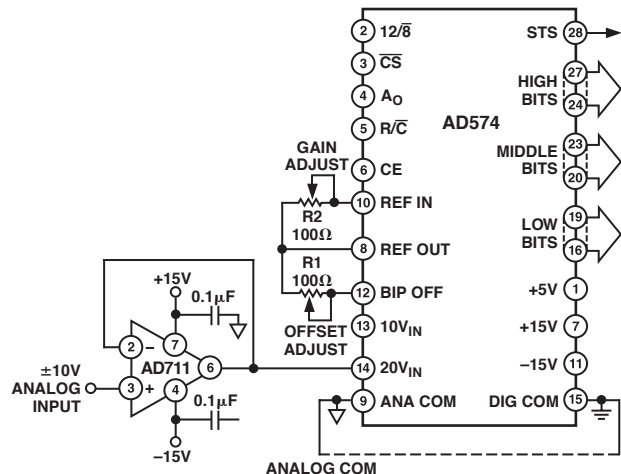 2 12/8
3 CS
4 AO
5 R/C
GAIN
ADJUST
6 CE
10 REF IN
R2
100Ω
8 REF OUT
R1
100Ω
12 BIP OFF
13 10VIN
OFFSET
ADJUST
14 20VIN
9 ANA COM
AD574
STS 28
27
HIGH
BITS
24
23
MIDDLE
BITS
20
19
LOW
BITS
16
+5V 1
+15V 7
–15V 11
DIG COM 15
+15V
0.1μF
2 –
7
AD711
6
±10V
ANALOG
INPUT
3 +
4
0.1μF
–15V
ANALOG COM